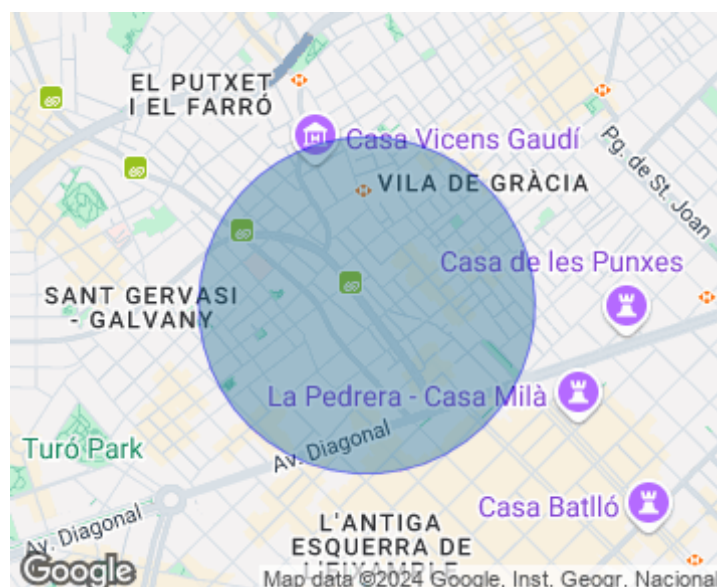 EL PUTXET
I EL FARRÓ
Casa Vicens Gaudí
VILA DE GRÀCIA
Pg. de St. Joan
Casa de les Punxes
SANT GERVASI
- GALVANY
La Pedrera - Casa Milà
Turó Park
Av. Diagonal
Casa Batlló
Av. Diagonal
L'ANTIGA
ESQUERRA DE
L'EIXAMPLE
Google
Map data ©2024 Google, Inst. Geogr. Nacional